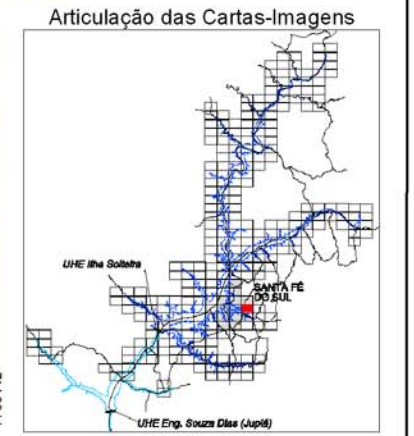 Articulação das Cartas-Imagens
UHE Ilha Solteira
SANTA FÉ
DO SUL
UHE Eng. Souza Dias (Jupiá)